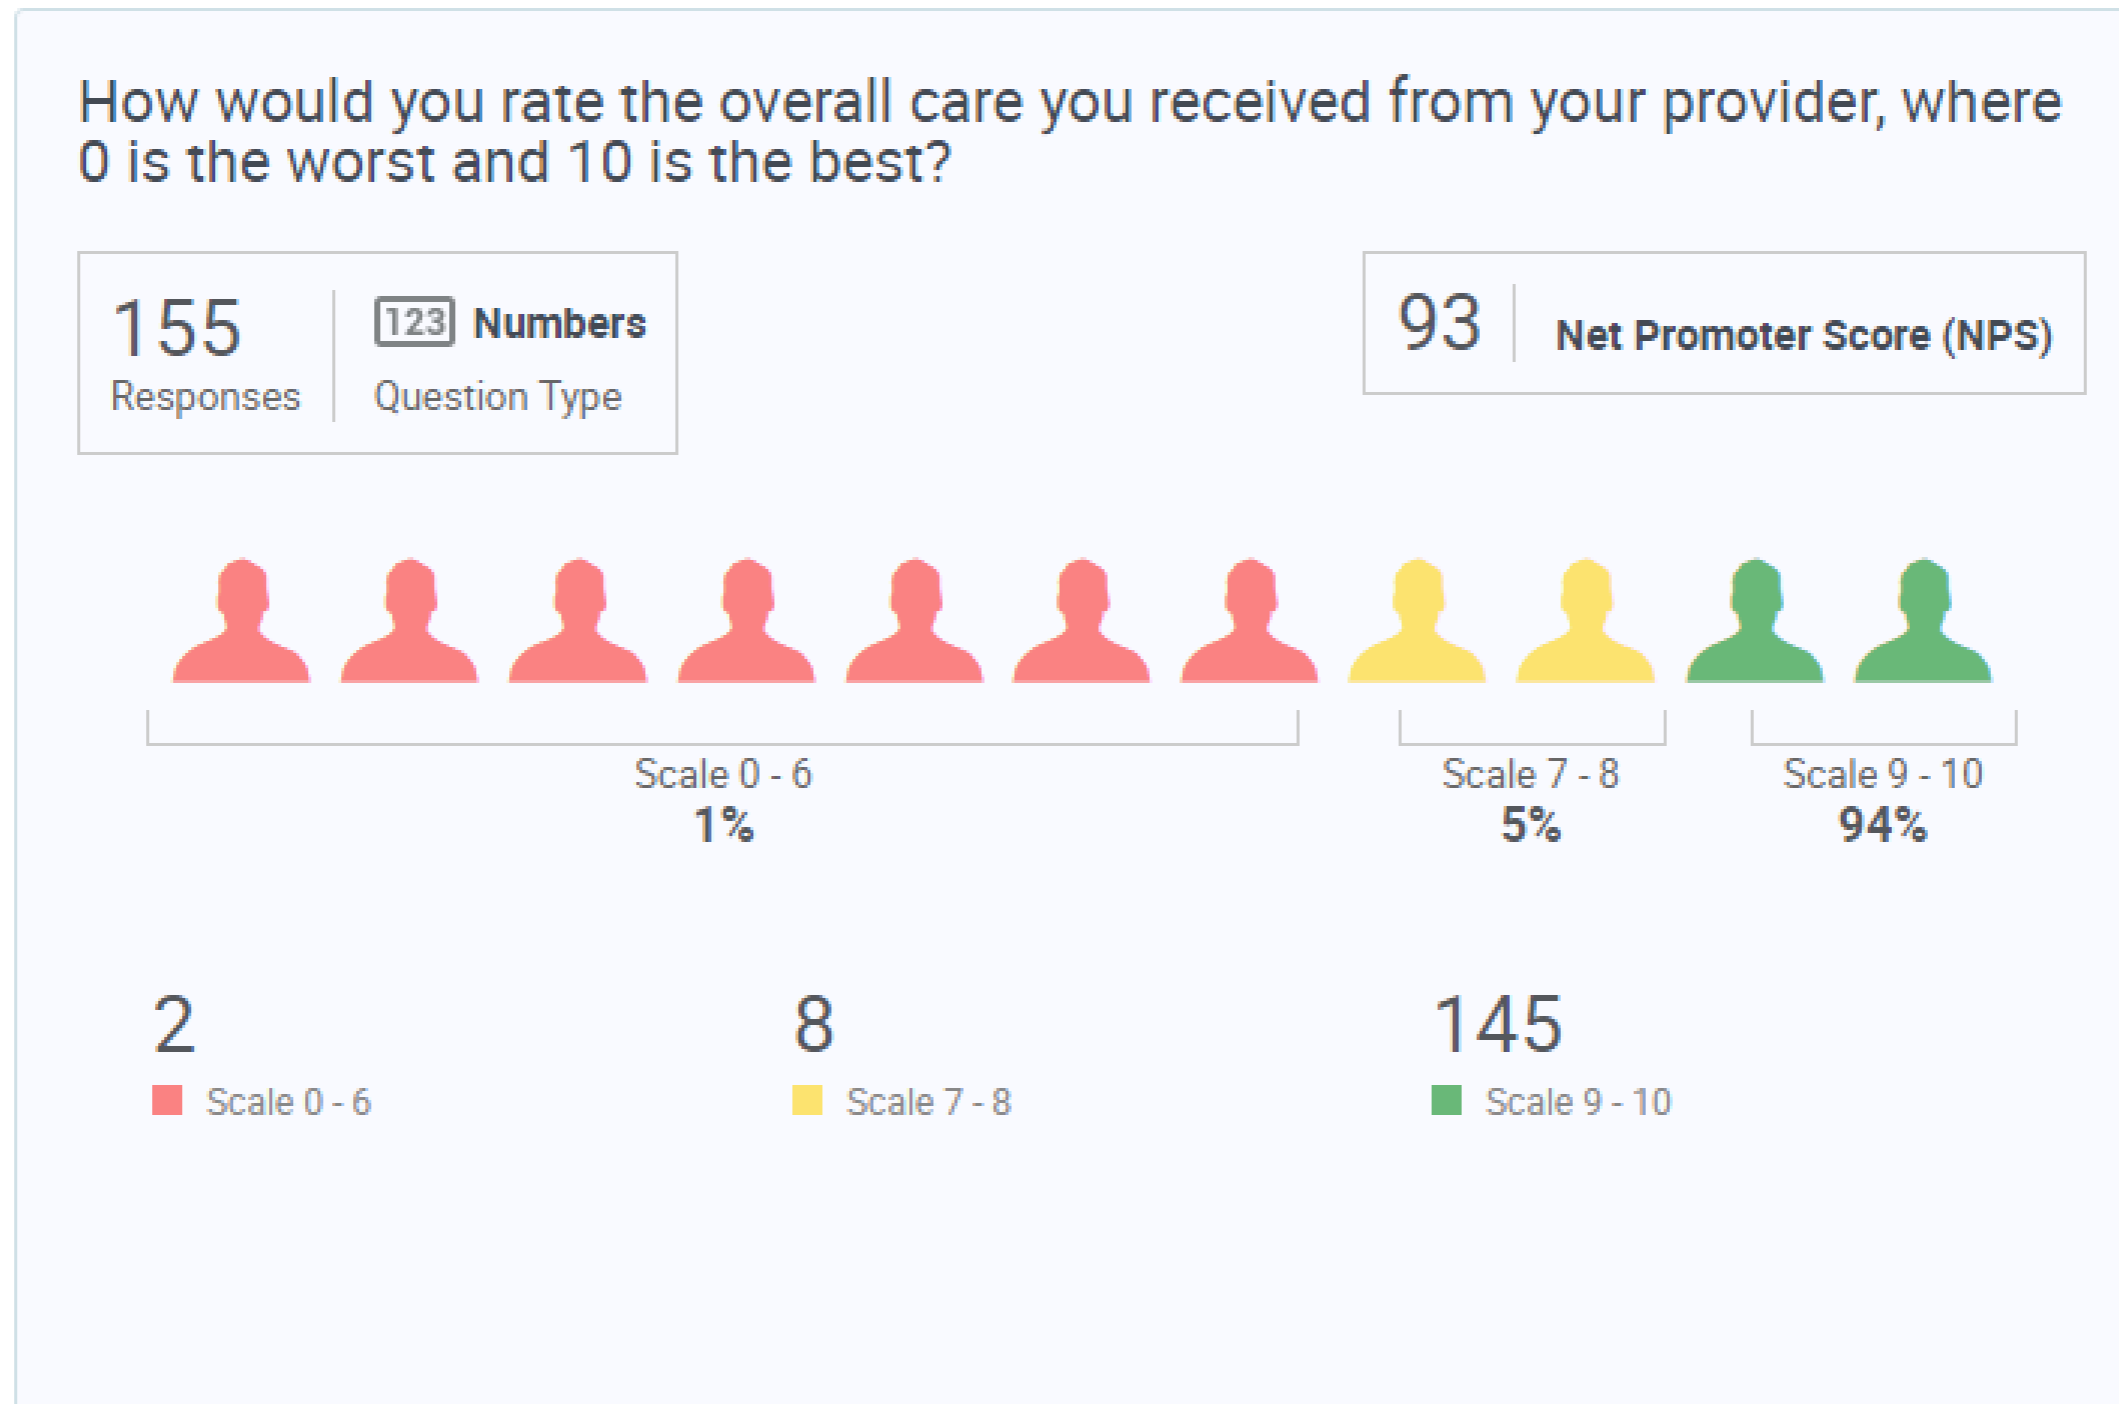 How would you rate the overall care you received from your provider, where
0 is the worst and 10 is the best?
155
Responses
123 Numbers
Question Type
93 Net Promoter Score (NPS)
Scale 0 - 6
1%
Scale 7 - 8
5%
Scale 9 - 10
94%
2
Scale 0 - 6
8
Scale 7 - 8
145
Scale 9 - 10